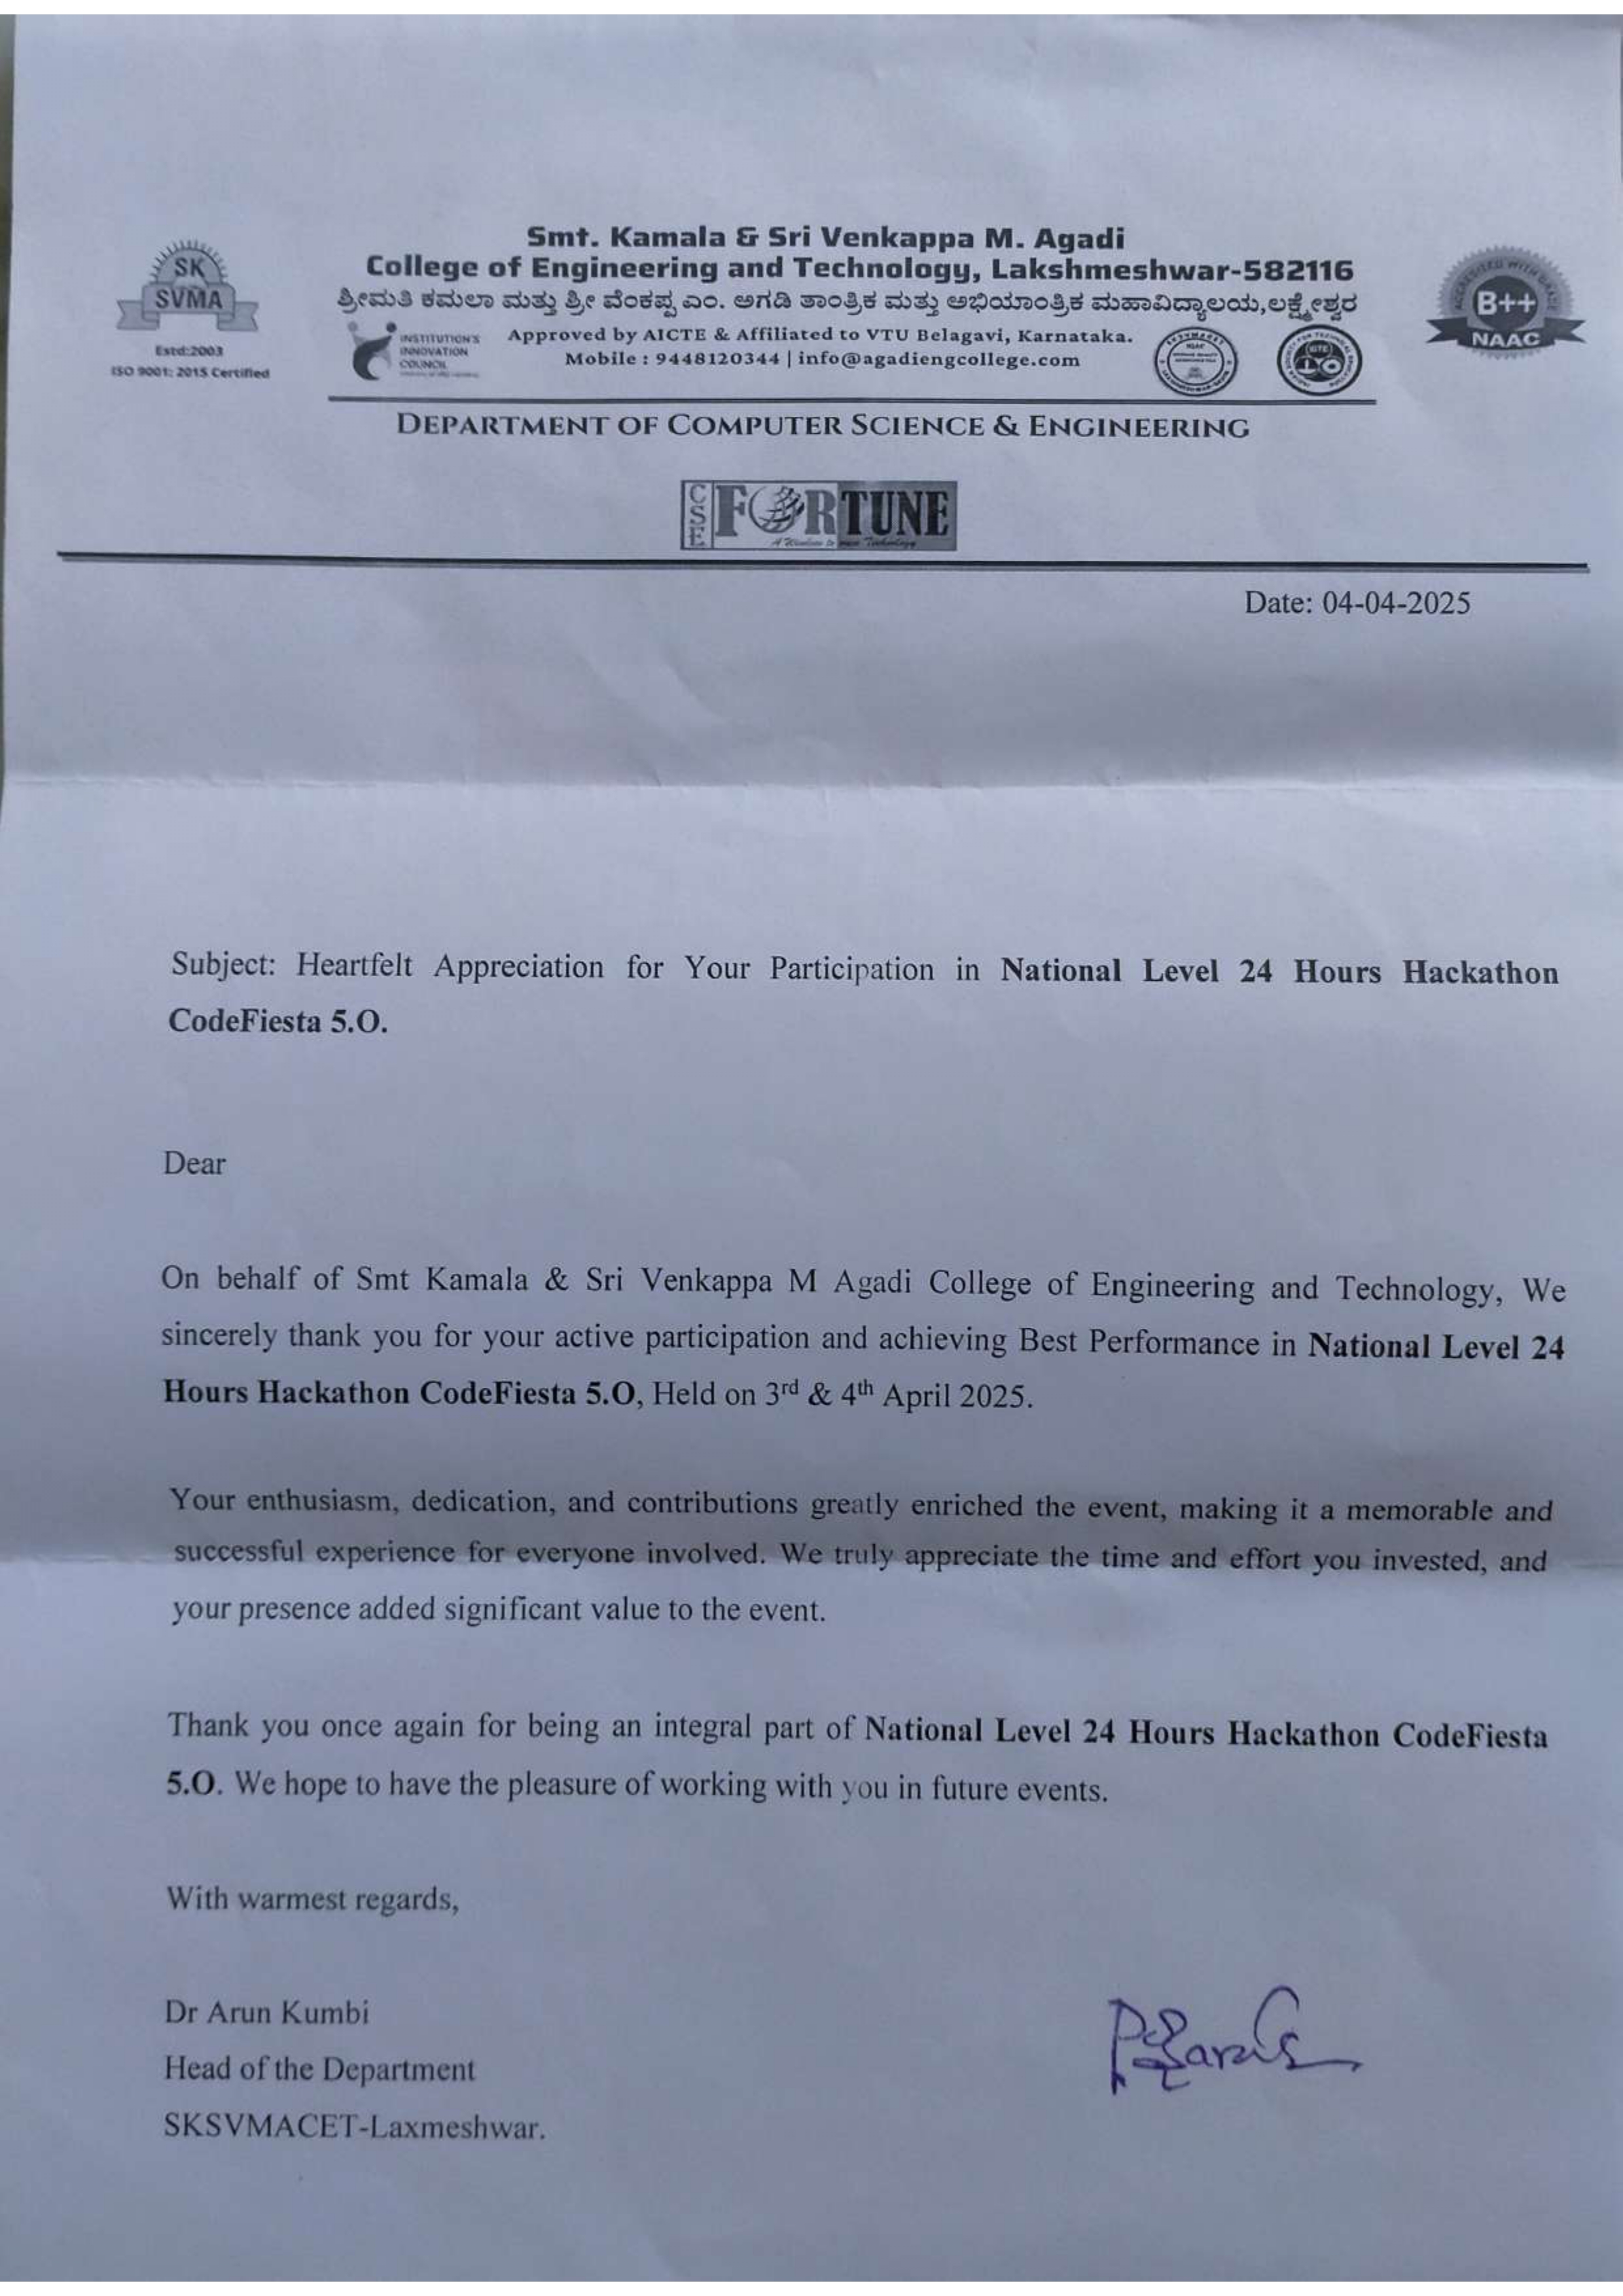 Smt. Kamala & Sri Venkappa M. Agadi
College of Engineering and Technology, Lakshmeshwar-582116
ಶ್ರೀಮತಿ ಕಮಲಾ ಮತ್ತು ಶ್ರೀ ವೆಂಕಪ್ಪ ಎಂ. ಅಗಡಿ ತಾಂತ್ರಿಕ ಮತ್ತು ಅಭಿಯಾಂತ್ರಿಕ ಮಹಾವಿದ್ಯಾಲಯ,ಲಕ್ಷ್ಮೇಶ್ವರ
SK
SVMA
Estd:2003
ISO 9001: 2015 Certified
INSTITUTION'S
INNOVATION
COUNCIL
Approved by AICTE & Affiliated to VTU Belagavi, Karnataka.
Mobile : 9448120344 | info@agadiengcollege.com
B++
NAAC
DEPARTMENT OF COMPUTER SCIENCE & ENGINEERING
CSE FORTUNE
Date: 04-04-2025
Subject: Heartfelt Appreciation for Your Participation in National Level 24 Hours Hackathon
CodeFiesta 5.O.
Dear
On behalf of Smt Kamala & Sri Venkappa M Agadi College of Engineering and Technology, We
sincerely thank you for your active participation and achieving Best Performance in National Level 24
Hours Hackathon CodeFiesta 5.O, Held on 3rd & 4th April 2025.
Your enthusiasm, dedication, and contributions greatly enriched the event, making it a memorable and
successful experience for everyone involved. We truly appreciate the time and effort you invested, and
your presence added significant value to the event.
Thank you once again for being an integral part of National Level 24 Hours Hackathon CodeFiesta
5.O. We hope to have the pleasure of working with you in future events.
With warmest regards,
Dr Arun Kumbi
Head of the Department
SKSVMACET-Laxmeshwar.